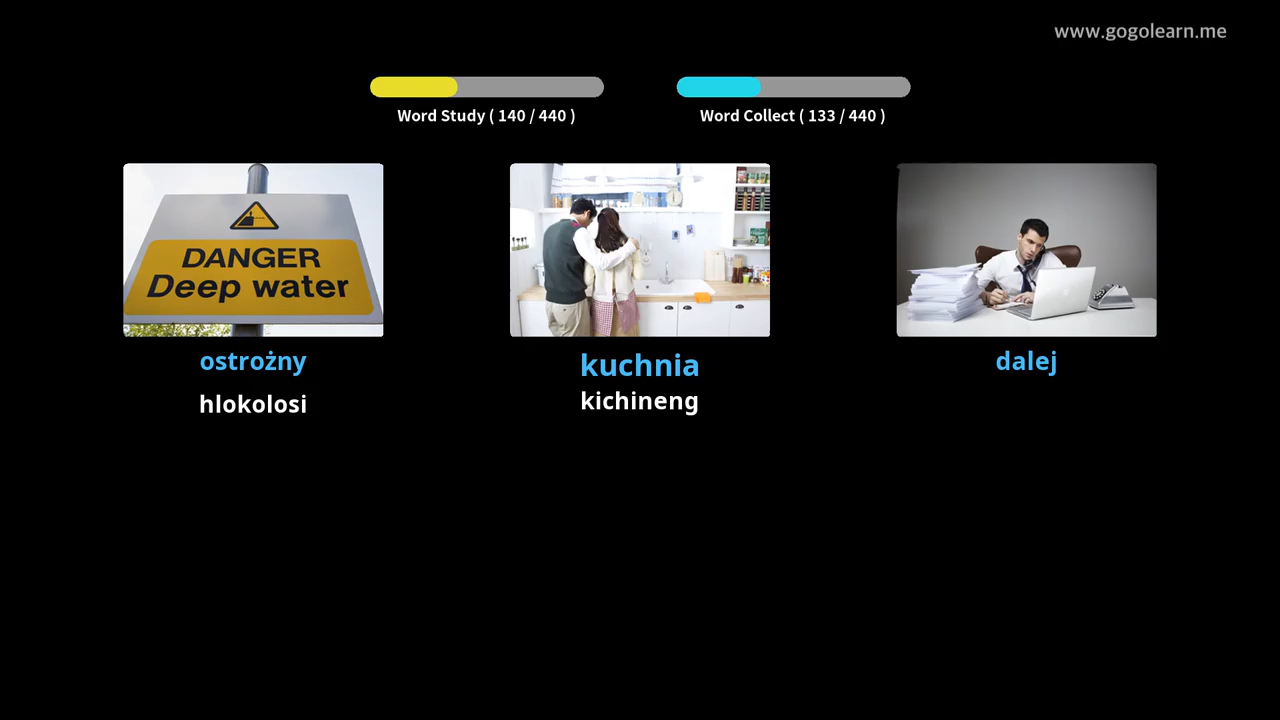 www.gogolearn.me
Word Study ( 140 / 440 )
Word Collect ( 133 / 440 )
DANGER
Deep water
ostrożny
hlokolosi
kuchnia
kichineng
dalej